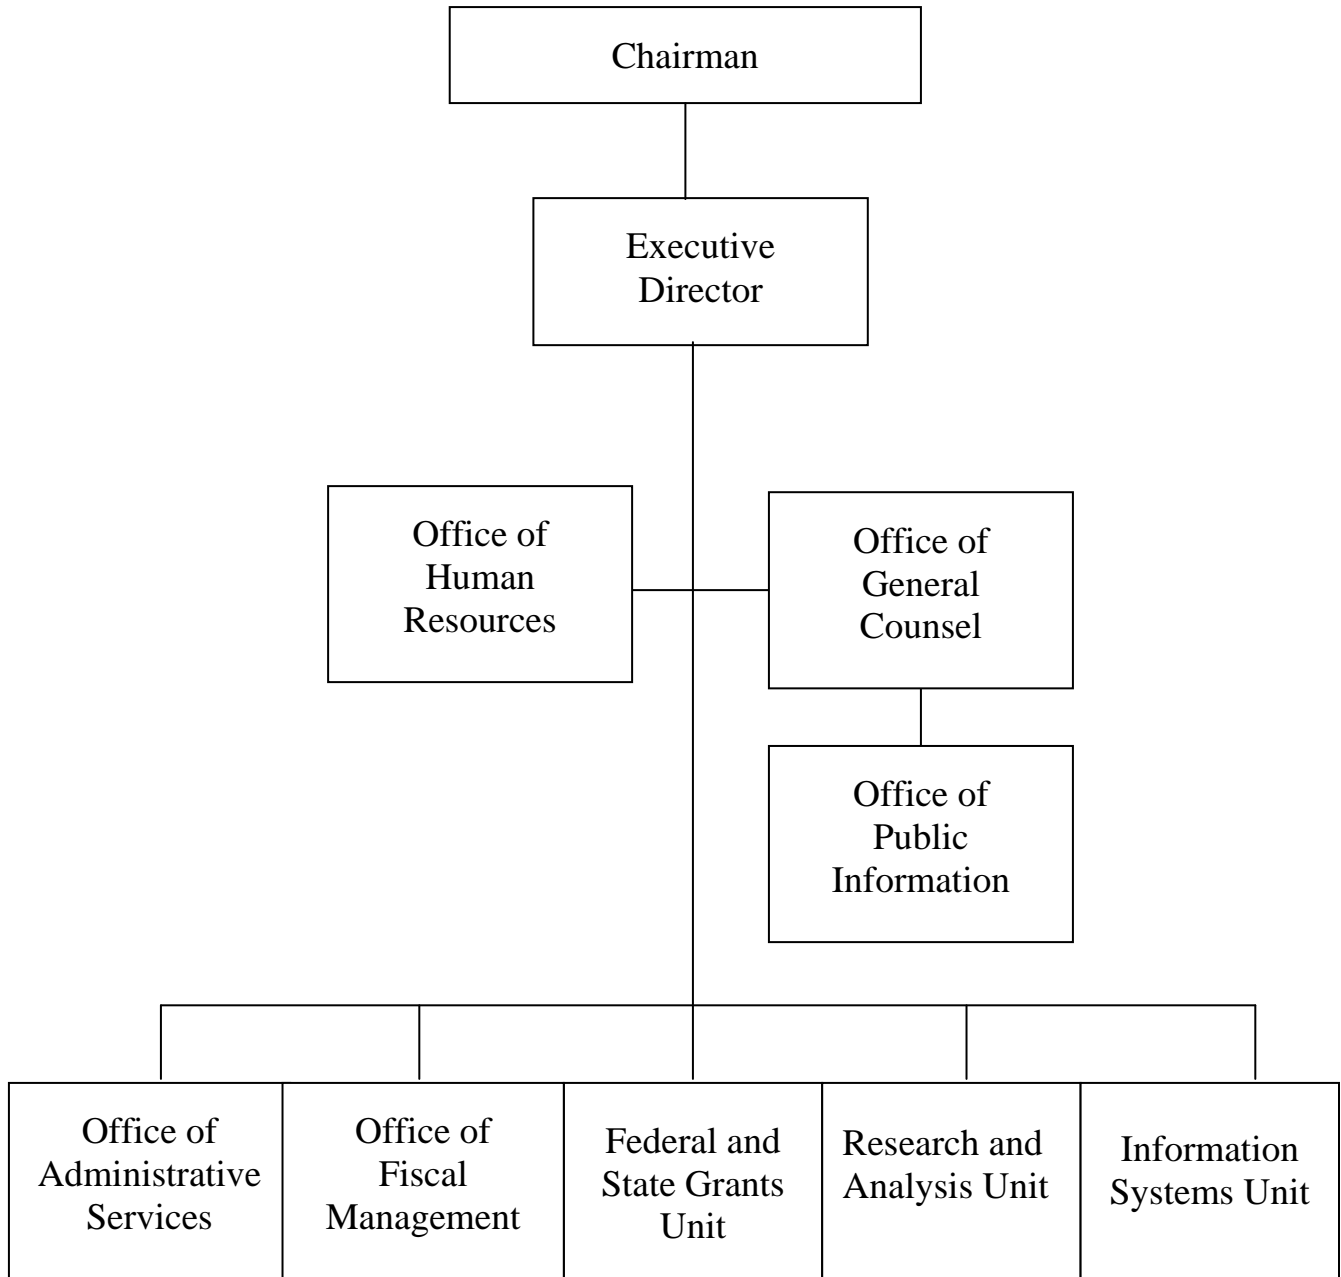 Chairman
Executive
Director
Office of
Human
Resources
Office of
General
Counsel
Office of
Public
Information
Office of
Administrative
Services
Office of
Fiscal
Management
Federal and
State Grants
Unit
Research and
Analysis Unit
Information
Systems Unit